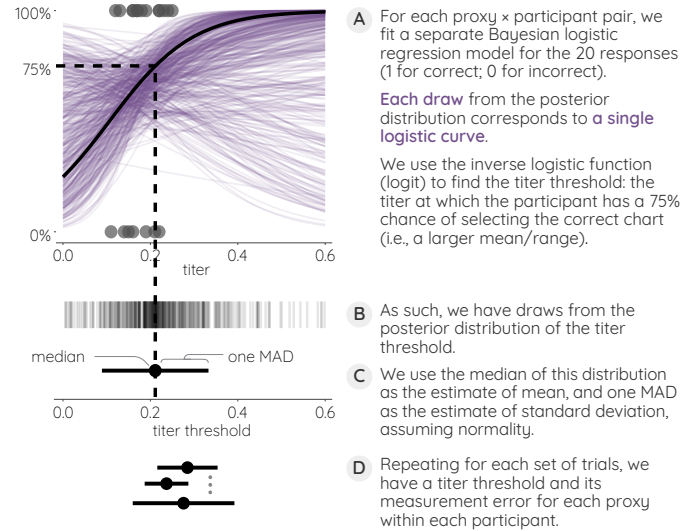 100%
75%
0%
0.0 0.2 0.4 0.6
titer
median
one MAD
0.0 0.2 0.4 0.6
titer threshold
A
For each proxy × participant pair, we
fit a separate Bayesian logistic
regression model for the 20 responses
(1 for correct; 0 for incorrect).
Each draw from the posterior
distribution corresponds to a single
logistic curve.
We use the inverse logistic function
(logit) to find the titer threshold: the
titer at which the participant has a 75%
chance of selecting the correct chart
(i.e., a larger mean/range).
B
As such, we have draws from the
posterior distribution of the titer
threshold.
C
We use the median of this distribution
as the estimate of mean, and one MAD
as the estimate of standard deviation,
assuming normality.
D
Repeating for each set of trials, we
have a titer threshold and its
measurement error for each proxy
within each participant.